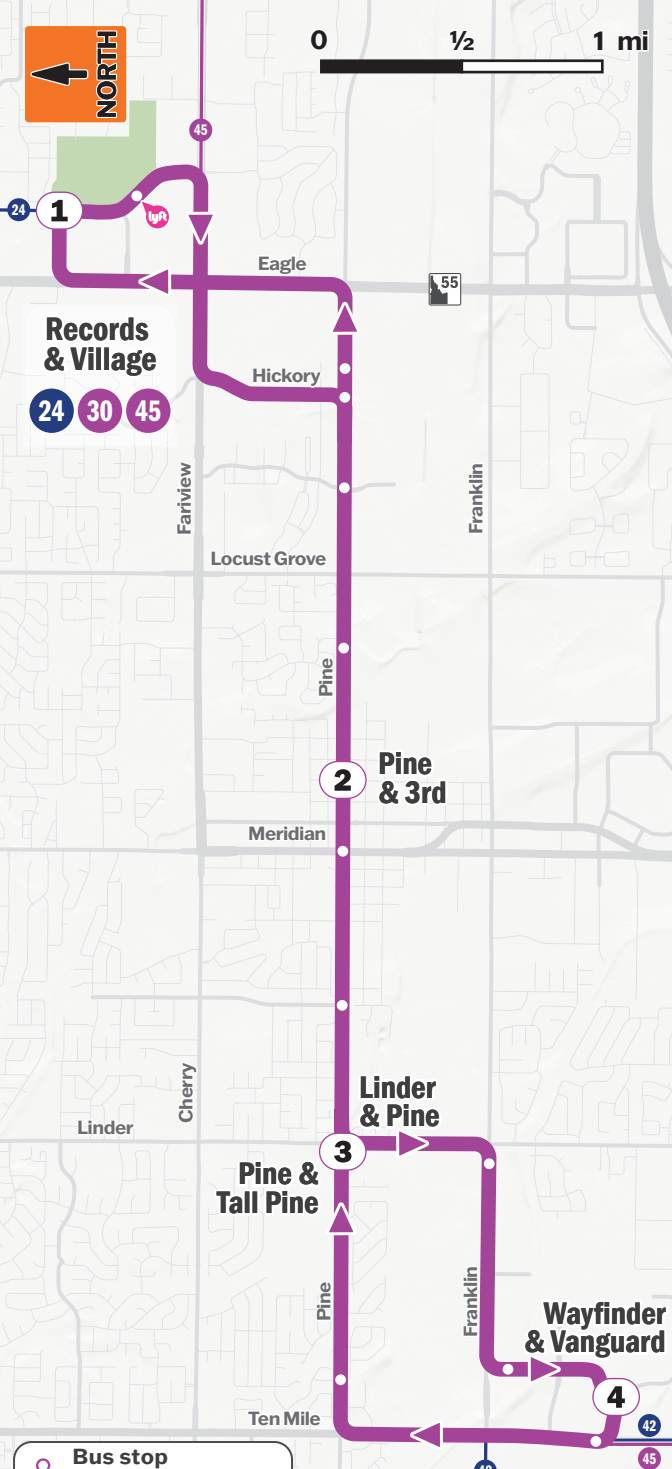 0 ½ 1 mi
NORTH
45
24
1
lyft
Eagle
55
Records
& Village
24 30 45
Hickory
Fariview
Franklin
Locust Grove
Pine
2
Pine
& 3rd
Meridian
Cherry
Linder
& Pine
Linder
3
Pine &
Tall Pine
Pine
Franklin
Wayfinder
& Vanguard
4
Ten Mile
42
45
Bus stop